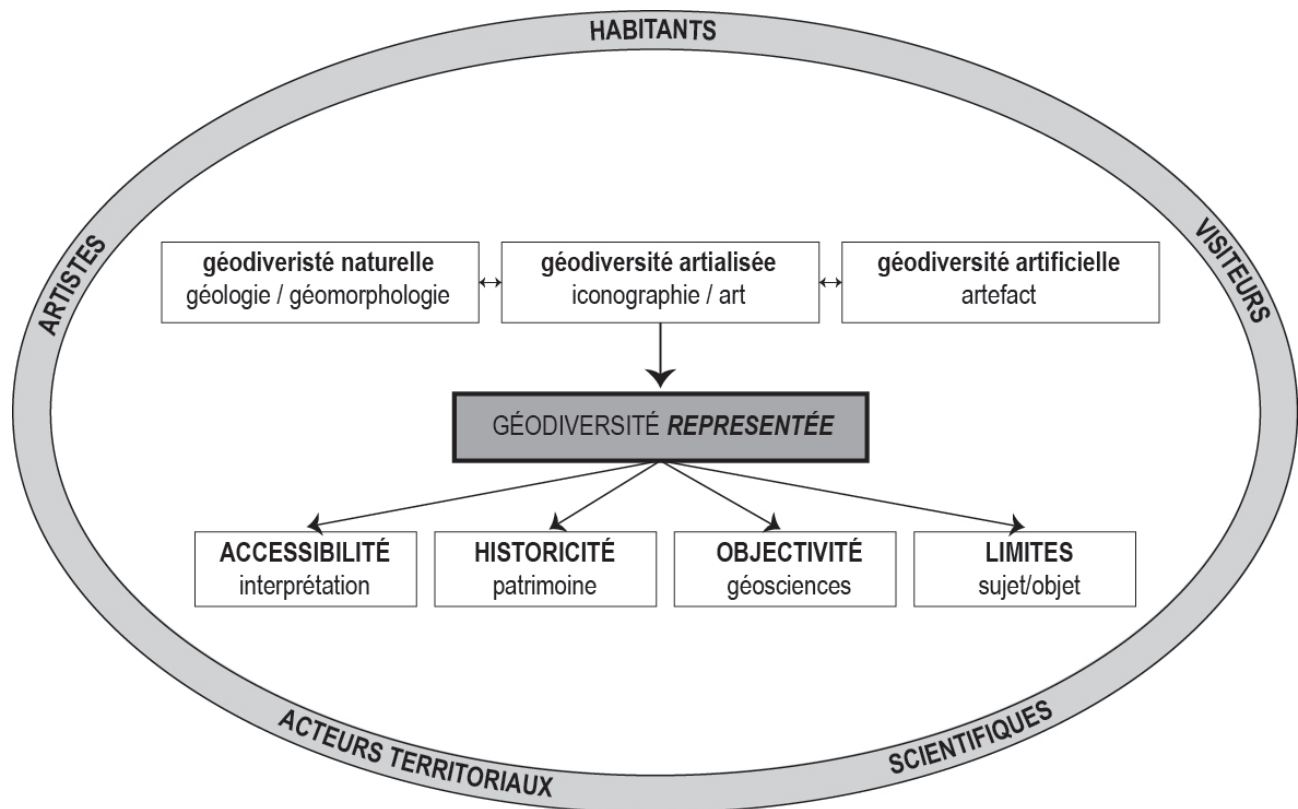 HABITANTS
ARTISTES
VISITEURS
géodiveristé naturelle
géologie / géomorphologie
géodiversité artialisée
iconographie / art
géodiversité artificielle
artefact
GÉODIVERSITÉ REPRESENTÉE
ACCESSIBILITÉ
interprétation
HISTORICITÉ
patrimoine
OBJECTIVITÉ
géosciences
LIMITES
sujet/objet
ACTEURS TERRITORIAUX
SCIENTIFIQUES